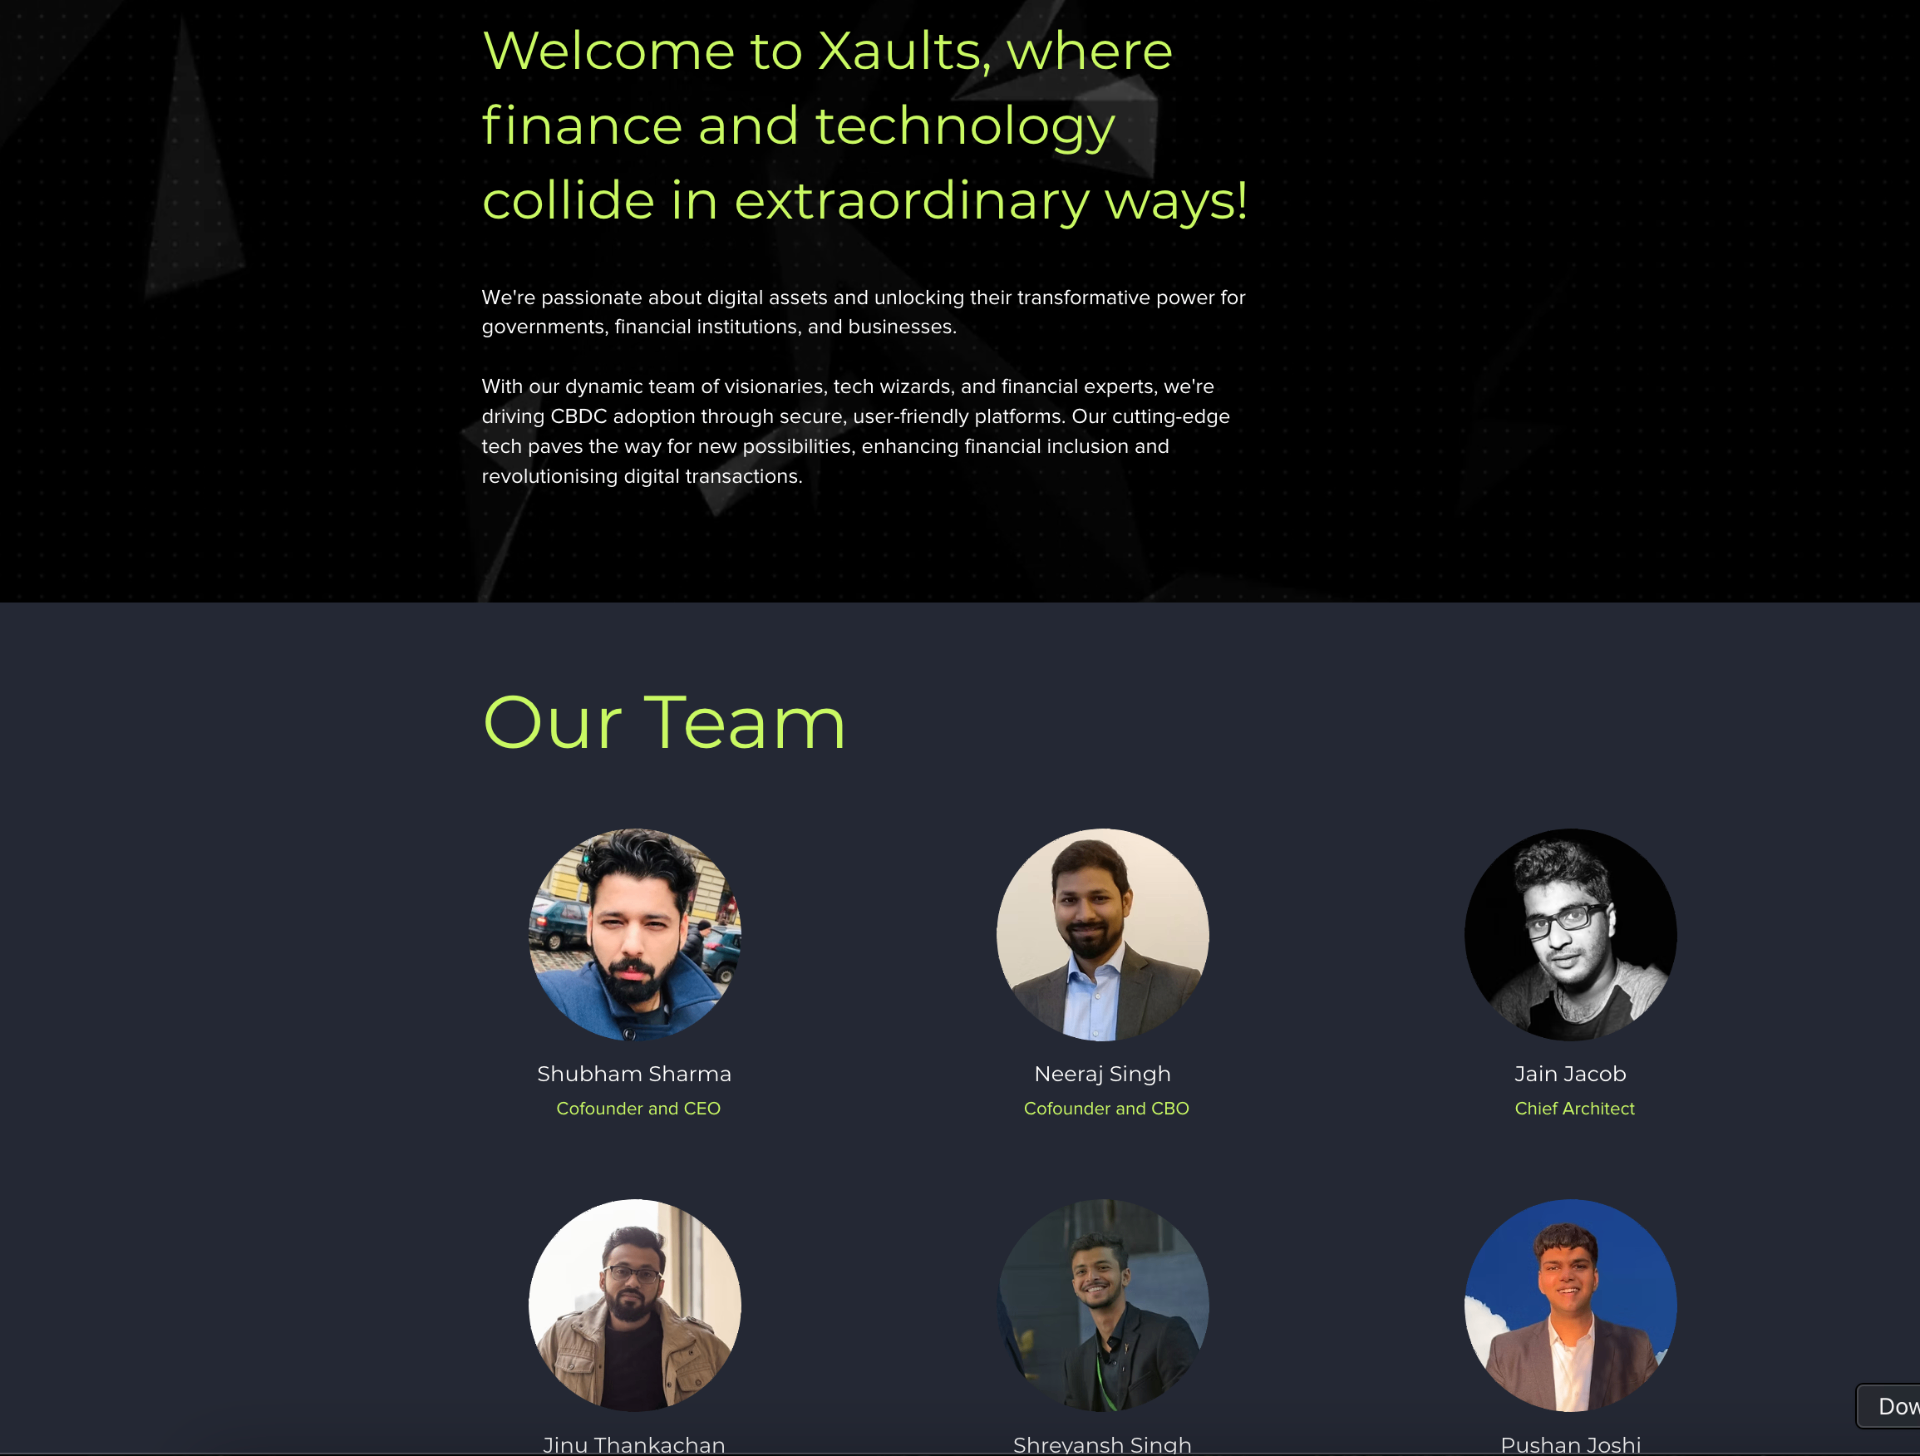 Welcome to Xaults, where
finance and technology
collide in extraordinary ways!
We're passionate about digital assets and unlocking their transformative power for
governments, financial institutions, and businesses.
With our dynamic team of visionaries, tech wizards, and financial experts, we're
driving CBDC adoption through secure, user-friendly platforms. Our cutting-edge
tech paves the way for new possibilities, enhancing financial inclusion and
revolutionising digital transactions.
Our Team
Shubham Sharma
Cofounder and CEO
Neeraj Singh
Cofounder and CBO
Jain Jacob
Chief Architect
Jinu Thankachan
Shreyansh Singh
Pushan Joshi